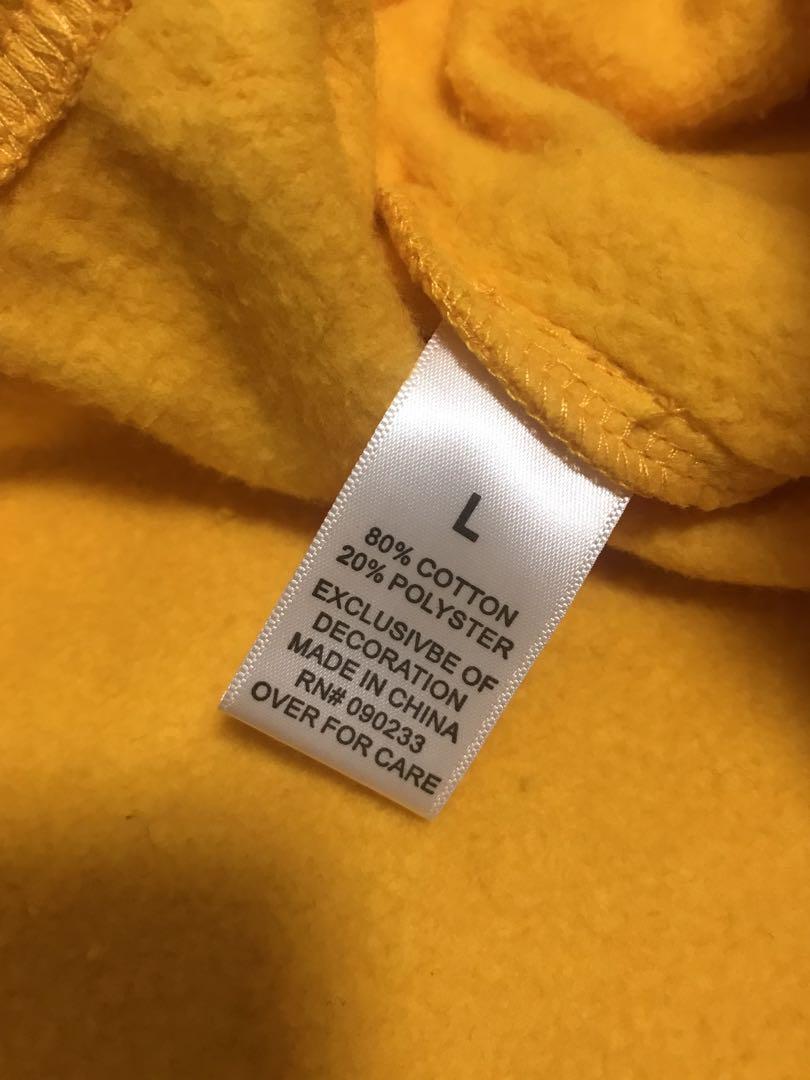 L
80% COTTON
20% POLYSTER
EXCLUSIVBE OF
DECORATION
MADE IN CHINA
RN# 090233
OVER FOR CARE